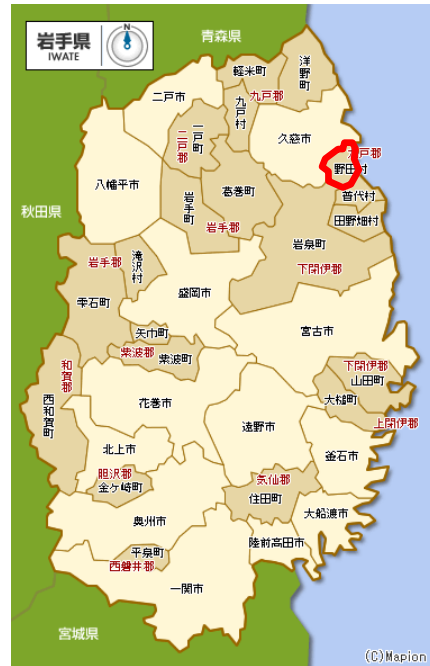 岩手県
IWATE
N
青森県
洋野町
軽米町
九戸郡
二戸市
九戸村
一戸町
二戸郡
久慈市
戸郡
野田村
八幡平市
葛巻町
普代村
岩手町
田野畑村
秋田県
岩手郡
岩泉町
岩手郡
滝沢村
下閉伊郡
盛岡市
雫石町
矢巾町
宮古市
紫波郡
紫波町
和賀郡
下閉伊郡
山田町
西和賀町
花巻市
大槌町
遠野市
上閉伊郡
北上市
釜石市
胆沢郡
金ヶ崎町
気仙郡
住田町
大船渡市
奥州市
陸前高田市
平泉町
西磐井郡
一関市
宮城県
(C)Mapion